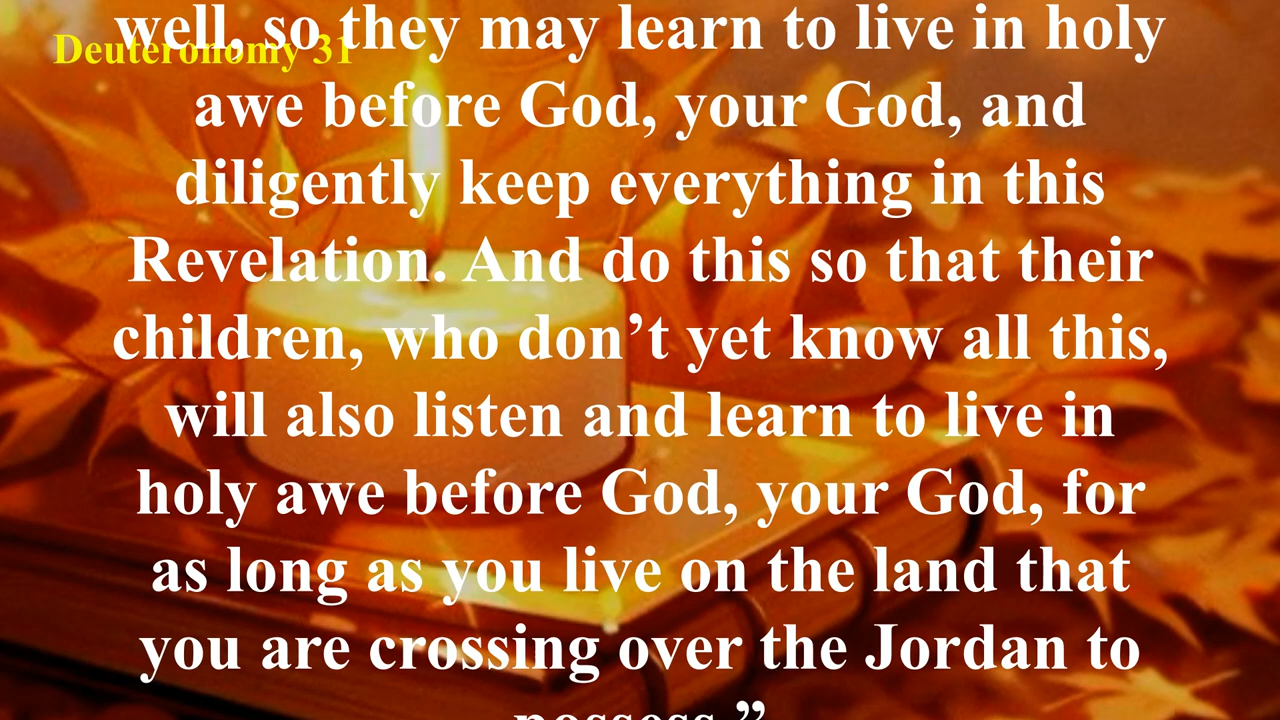 Deuteronomy 31
well, so they may learn to live in holy
awe before God, your God, and
diligently keep everything in this
Revelation. And do this so that their
children, who don’t yet know all this,
will also listen and learn to live in
holy awe before God, your God, for
as long as you live on the land that
you are crossing over the Jordan to
possess.”